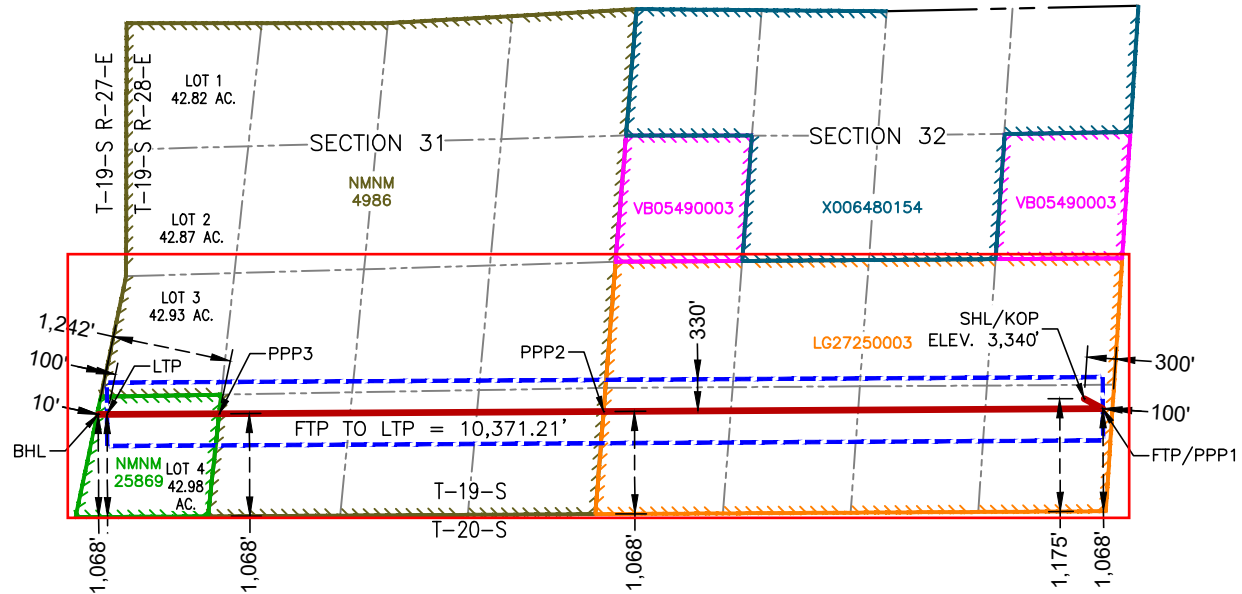 T-19-S R-27-E
T-19-S R-28-E
LOT 1
42.82 AC.
SECTION 31
SECTION 32
NMNM
4986
VB05490003
X006480154
VB05490003
LOT 2
42.87 AC.
LOT 3
42.93 AC.
1,242'
330'
SHL/KOP
ELEV. 3,340'
LG27250003
100'
LTP
PPP3
PPP2
300'
10'
100'
BHL
FTP TO LTP = 10,371.21'
FTP/PPP1
NMNM
25869
LOT 4
42.98
AC.
T-19-S
T-20-S
1,068'
1,068'
1,068'
1,175'
1,068'